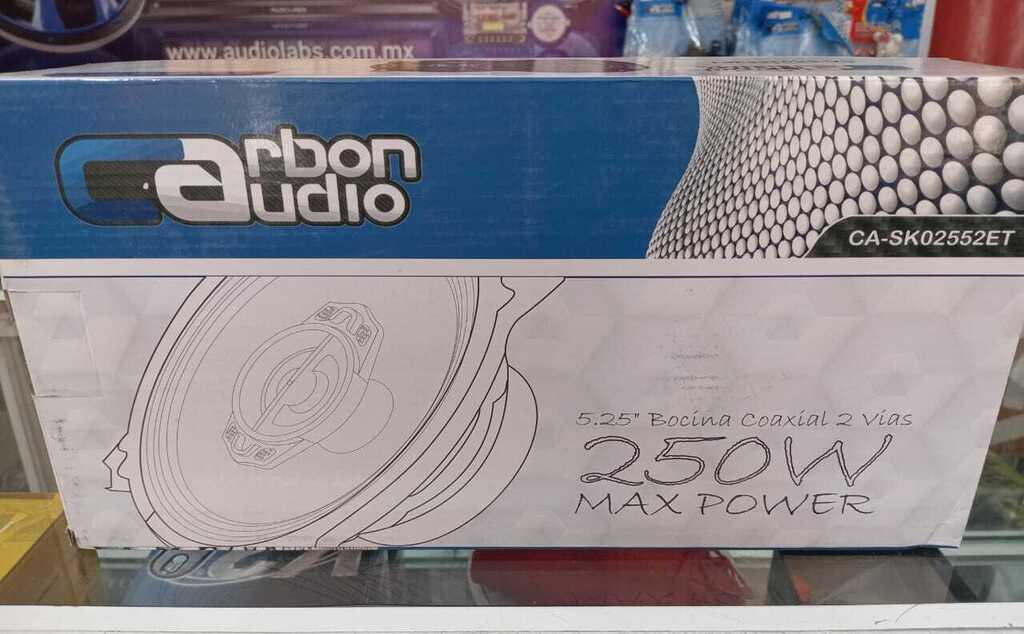 www.audiolabs.com.mx
Carbon
Audio
CA-SK02552ET
5.25" Bocina Coaxial 2 Vias
250W
MAX POWER